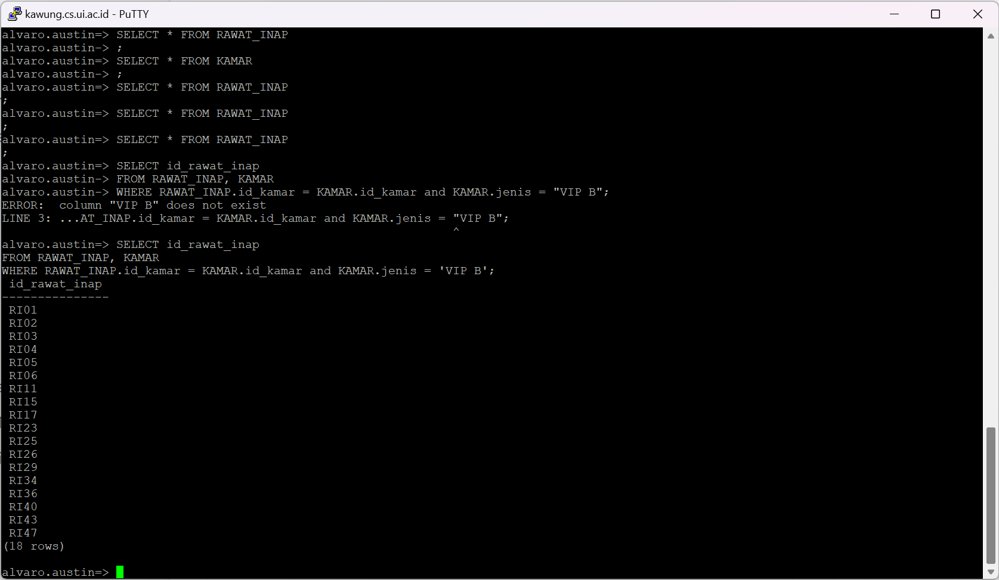 kawung.cs.ui.ac.id - PuTTY
alvaro.austin=> SELECT * FROM RAWAT_INAP
alvaro.austin-> ;
alvaro.austin=> SELECT * FROM KAMAR
alvaro.austin-> ;
alvaro.austin=> SELECT * FROM RAWAT_INAP
;
alvaro.austin=> SELECT * FROM RAWAT_INAP
;
alvaro.austin=> SELECT * FROM RAWAT_INAP
;
alvaro.austin=> SELECT id_rawat_inap
alvaro.austin-> FROM RAWAT_INAP, KAMAR
alvaro.austin-> WHERE RAWAT_INAP.id_kamar = KAMAR.id_kamar and KAMAR.jenis = "VIP B";
ERROR:  column "VIP B" does not exist
LINE 3: ...AT_INAP.id_kamar = KAMAR.id_kamar and KAMAR.jenis = "VIP B";
^
alvaro.austin=> SELECT id_rawat_inap
FROM RAWAT_INAP, KAMAR
WHERE RAWAT_INAP.id_kamar = KAMAR.id_kamar and KAMAR.jenis = 'VIP B';
id_rawat_inap
---------------
RI01
RI02
RI03
RI04
RI05
RI06
RI11
RI15
RI17
RI23
RI25
RI26
RI29
RI34
RI36
RI40
RI43
RI47
(18 rows)
alvaro.austin=>